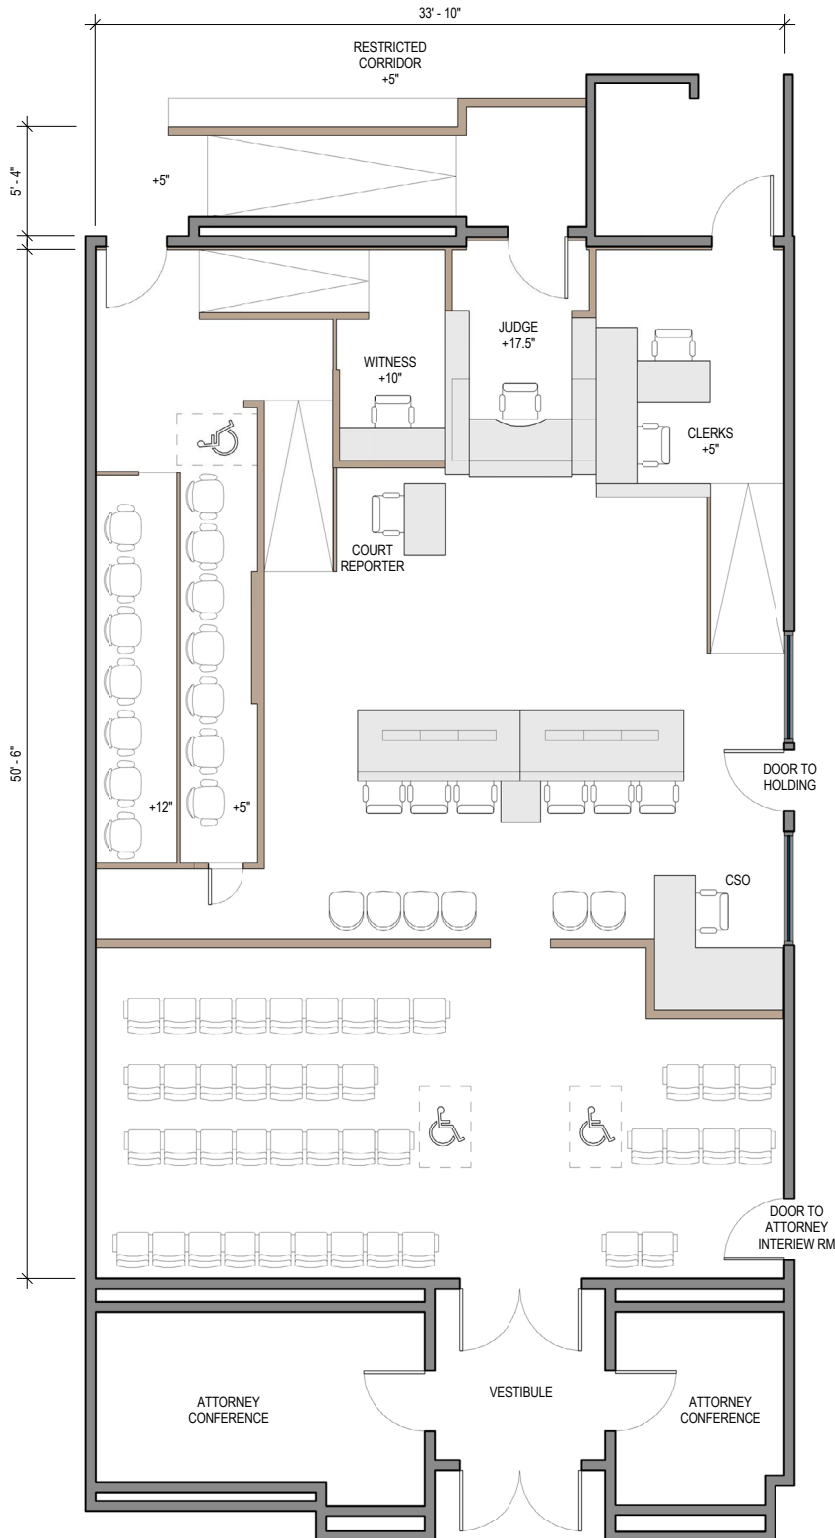 33' - 10"
RESTRICTED
CORRIDOR
+5"
5' - 4"
+5"
JUDGE
+17.5"
WITNESS
+10"
CLERKS
+5"
COURT
REPORTER
50' - 6"
DOOR TO
HOLDING
+12"
+5"
CSO
DOOR TO
ATTORNEY
INTERIEW RM
ATTORNEY
CONFERENCE
VESTIBULE
ATTORNEY
CONFERENCE